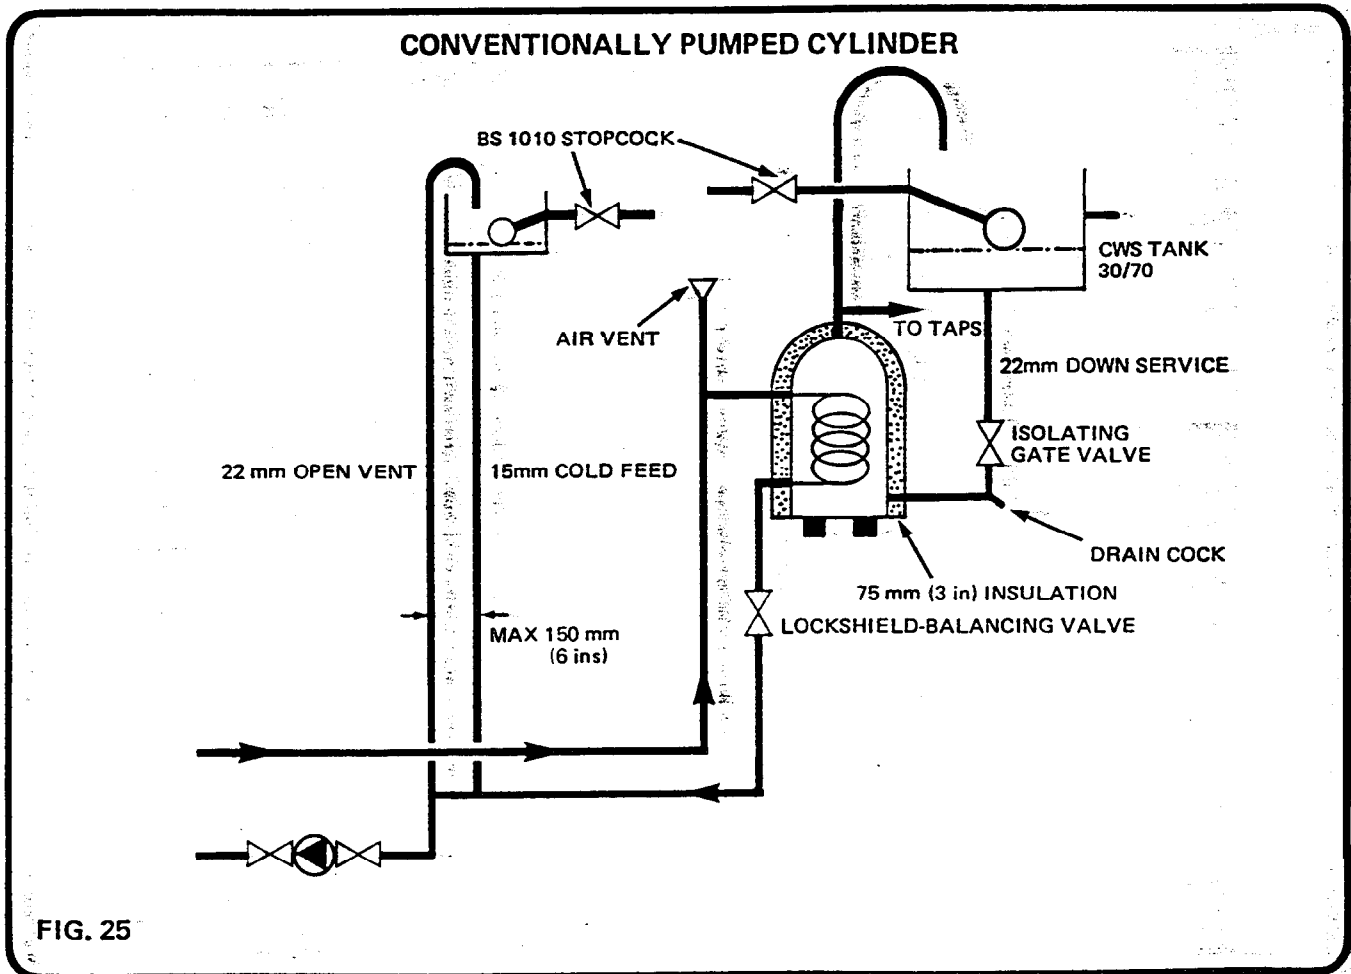 CONVENTIONALLY PUMPED CYLINDER
BS 1010 STOPCOCK
CWS TANK
30/70
AIR VENT
TO TAPS
22mm DOWN SERVICE
ISOLATING
GATE VALVE
22 mm OPEN VENT
15mm COLD FEED
DRAIN COCK
75 mm (3 in) INSULATION
LOCKSHIELD-BALANCING VALVE
MAX 150 mm
(6 ins)
FIG. 25